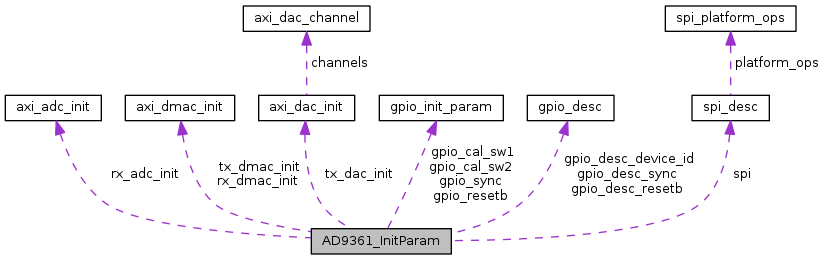 axi_dac_channel
spi_platform_ops
channels
platform_ops
axi_adc_init
axi_dmac_init
axi_dac_init
gpio_init_param
gpio_desc
spi_desc
rx_adc_init
tx_dmac_init
rx_dmac_init
tx_dac_init
gpio_cal_sw1
gpio_cal_sw2
gpio_sync
gpio_resetb
gpio_desc_device_id
gpio_desc_sync
gpio_desc_resetb
spi
AD9361_InitParam